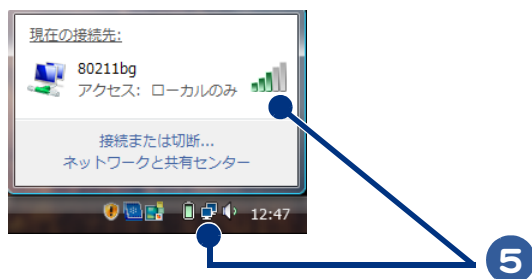 現在の接続先:
80211bg
アクセス: ローカルのみ
接続または切断...
ネットワークと共有センター
12:47
5